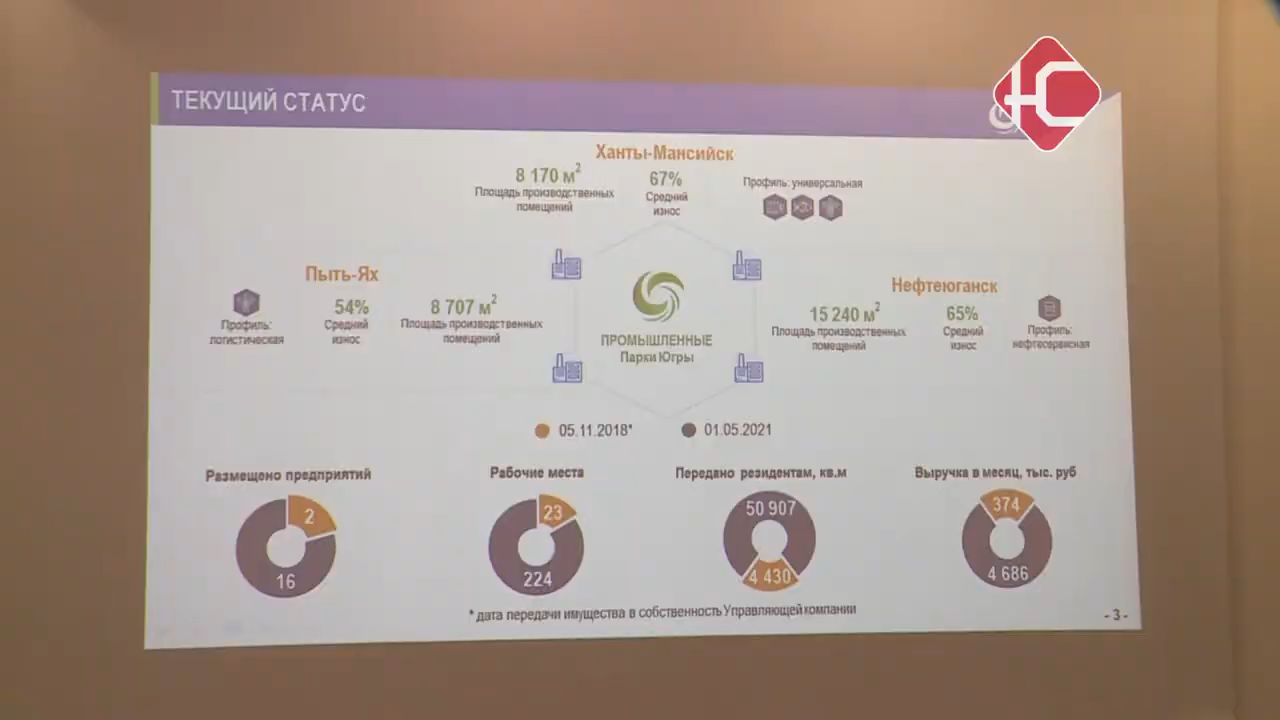 ТЕКУЩИЙ СТАТУС
ЮС
Ханты-Мансийск
8 170 м²
Площадь производственных
помещений
67%
Средний
износ
Профиль: универсальная
Пыть-Ях
Профиль:
логистическая
54%
Средний
износ
8 707 м²
Площадь производственных
помещений
ПРОМЫШЛЕННЫЕ
Парки Югры
Нефтеюганск
15 240 м²
Площадь производственных
помещений
65%
Средний
износ
Профиль:
нефтесервисная
05.11.2018*
01.05.2021
Размещено предприятий
2
16
Рабочие места
23
224
Передано резидентам, кв.м
50 907
4 430
Выручка в месяц, тыс. руб
374
4 686
* дата передачи имущества в собственность Управляющей компании
- 3 -